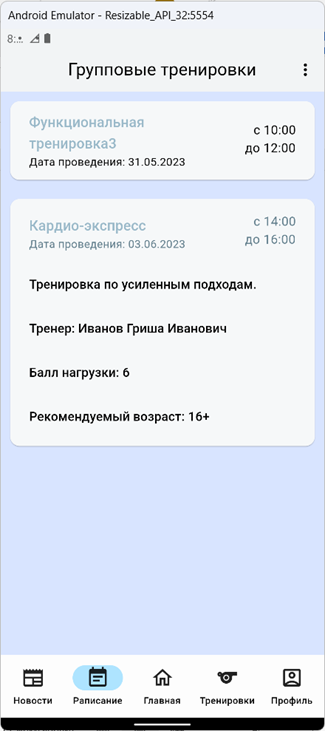 Android Emulator - Resizable_API_32:5554
8:
Групповые тренировки
Функциональная
тренировка3
с 10:00
до 12:00
Дата проведения: 31.05.2023
Кардио-экспресс
с 14:00
до 16:00
Дата проведения: 03.06.2023
Тренировка по усиленным подходам.
Тренер: Иванов Гриша Иванович
Балл нагрузки: 6
Рекомендуемый возраст: 16+
Новости
Раписание
Главная
Тренировки
Профиль